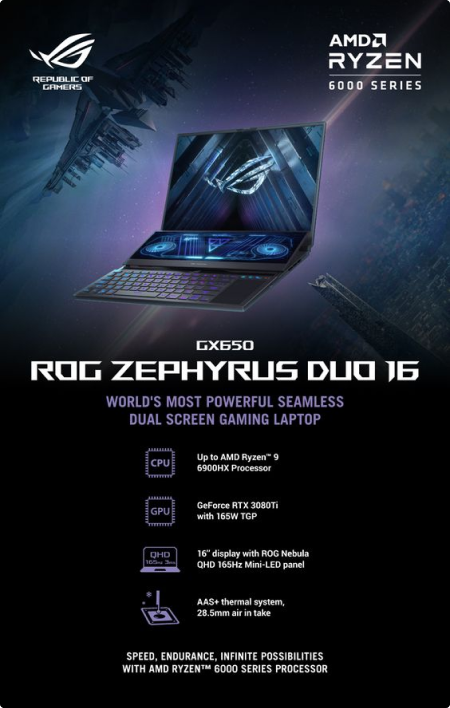 REPUBLIC OF
GAMERS
AMD
RYZEN
6000 SERIES
GX650
ROG ZEPHYRUS DUO 16
WORLD'S MOST POWERFUL SEAMLESS
DUAL SCREEN GAMING LAPTOP
CPU
Up to AMD Ryzen™ 9
6900HX Processor
GPU
GeForce RTX 3080Ti
with 165W TGP
QHD
165Hz 3ms
16" display with ROG Nebula
QHD 165Hz Mini-LED panel
AAS+ thermal system,
28.5mm air in take
SPEED, ENDURANCE, INFINITE POSSIBILITIES
WITH AMD RYZEN™ 6000 SERIES PROCESSOR